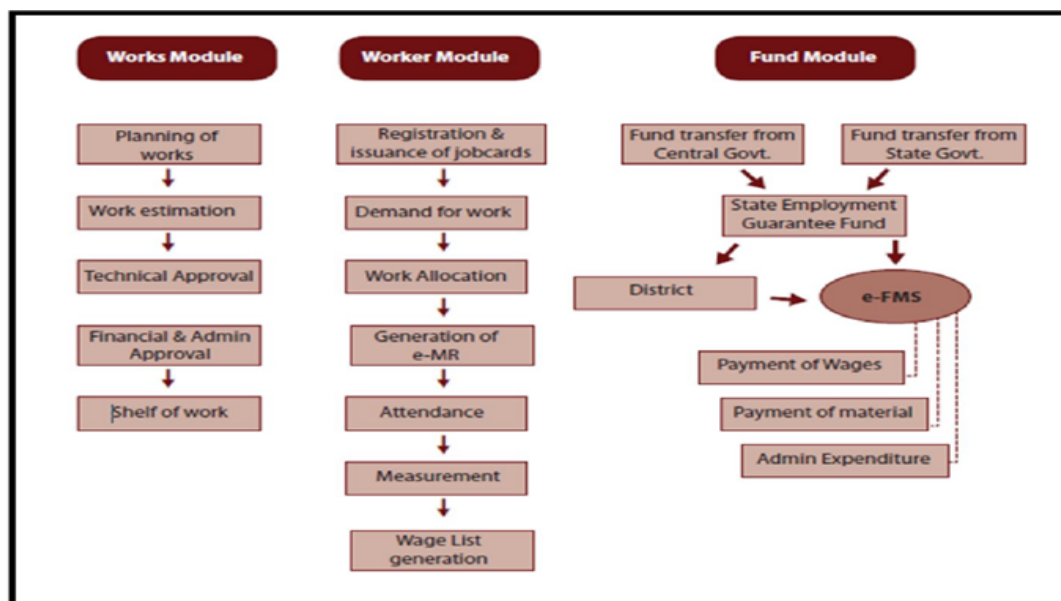 Works Module
Planning of
works
Work estimation
Technical Approval
Financial & Admin
Approval
Shelf of work
Worker Module
Registration &
issuance of jobcards
Demand for work
Work Allocation
Generation of
e-MR
Attendance
Measurement
Wage List
generation
Fund Module
Fund transfer from
Central Govt.
Fund transfer from
State Govt.
State Employment
Guarantee Fund
District
e-FMS
Payment of Wages
Payment of material
Admin Expenditure